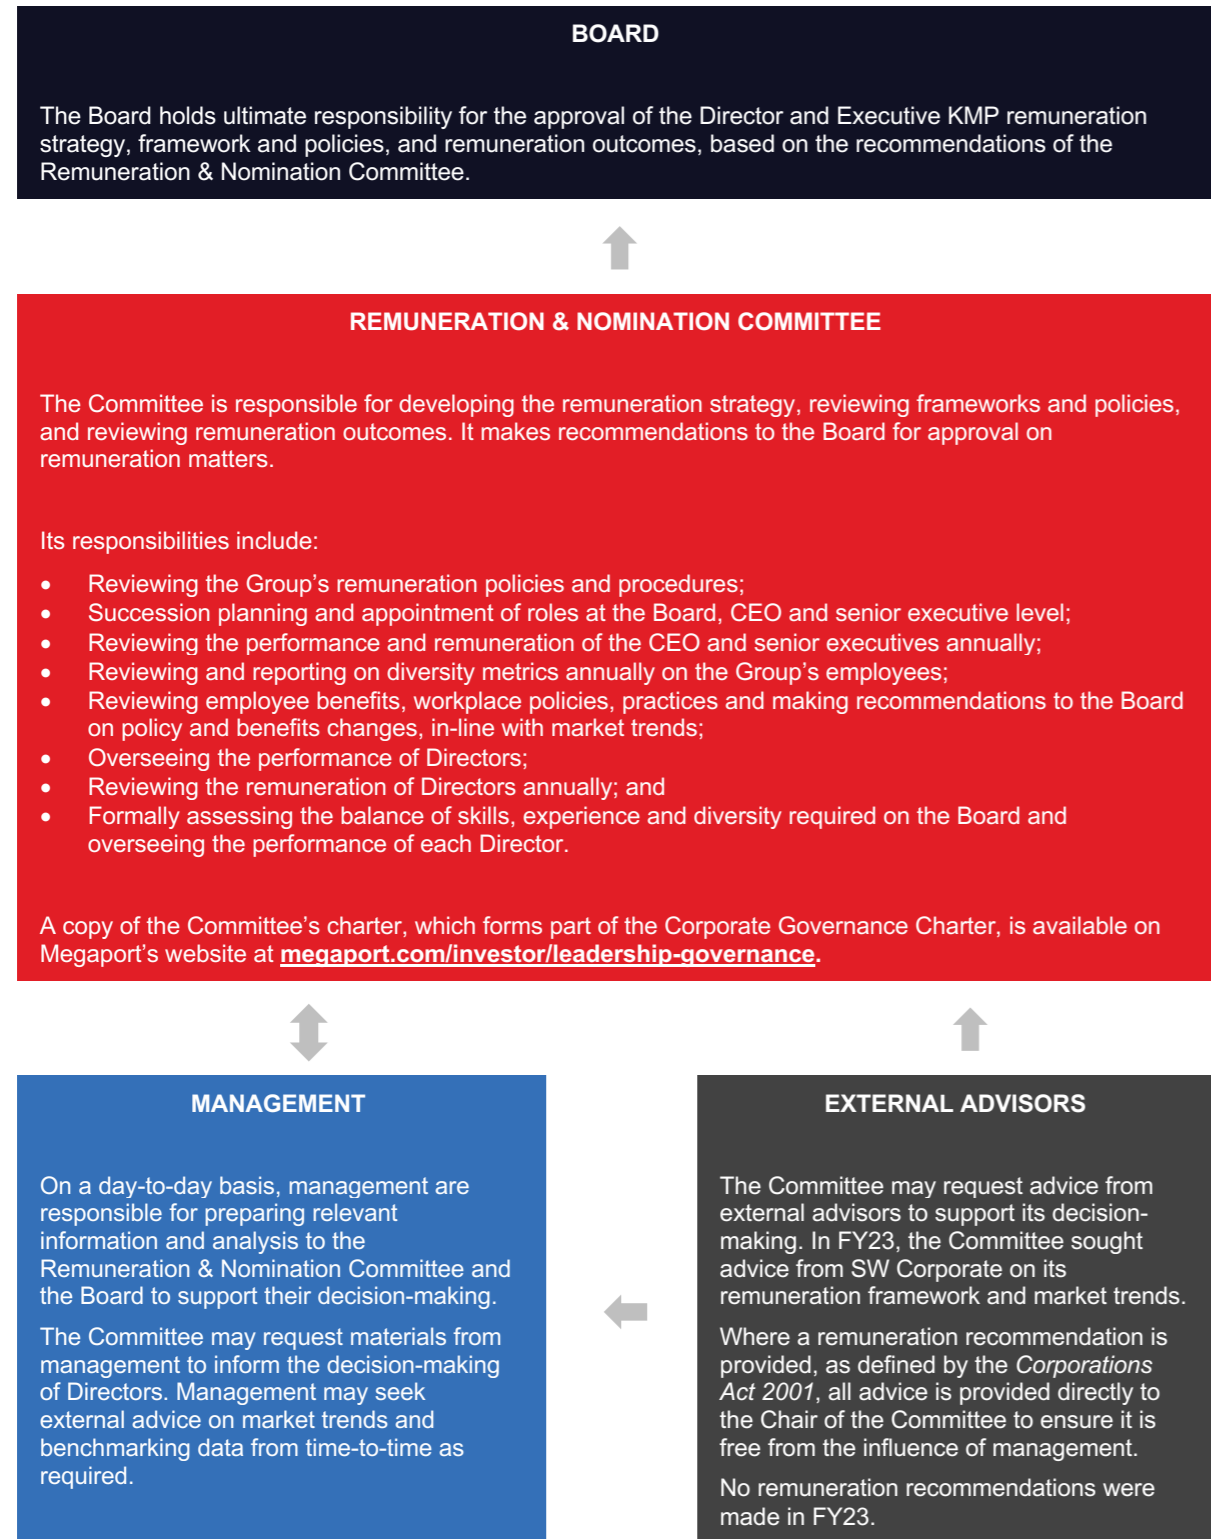 BOARD
The Board holds ultimate responsibility for the approval of the Director and Executive KMP remuneration
strategy, framework and policies, and remuneration outcomes, based on the recommendations of the
Remuneration & Nomination Committee.
REMUNERATION & NOMINATION COMMITTEE
The Committee is responsible for developing the remuneration strategy, reviewing frameworks and policies,
and reviewing remuneration outcomes. It makes recommendations to the Board for approval on
remuneration matters.
Its responsibilities include:
• Reviewing the Group’s remuneration policies and procedures;
• Succession planning and appointment of roles at the Board, CEO and senior executive level;
• Reviewing the performance and remuneration of the CEO and senior executives annually;
• Reviewing and reporting on diversity metrics annually on the Group’s employees;
• Reviewing employee benefits, workplace policies, practices and making recommendations to the Board
on policy and benefits changes, in-line with market trends;
• Overseeing the performance of Directors;
• Reviewing the remuneration of Directors annually; and
• Formally assessing the balance of skills, experience and diversity required on the Board and
overseeing the performance of each Director.
A copy of the Committee’s charter, which forms part of the Corporate Governance Charter, is available on
Megaport’s website at megaport.com/investor/leadership-governance.
MANAGEMENT
On a day-to-day basis, management are
responsible for preparing relevant
information and analysis to the
Remuneration & Nomination Committee and
the Board to support their decision-making.
The Committee may request materials from
management to inform the decision-making
of Directors. Management may seek
external advice on market trends and
benchmarking data from time-to-time as
required.
EXTERNAL ADVISORS
The Committee may request advice from
external advisors to support its decision-
making. In FY23, the Committee sought
advice from SW Corporate on its
remuneration framework and market trends.
Where a remuneration recommendation is
provided, as defined by the Corporations
Act 2001, all advice is provided directly to
the Chair of the Committee to ensure it is
free from the influence of management.
No remuneration recommendations were
made in FY23.